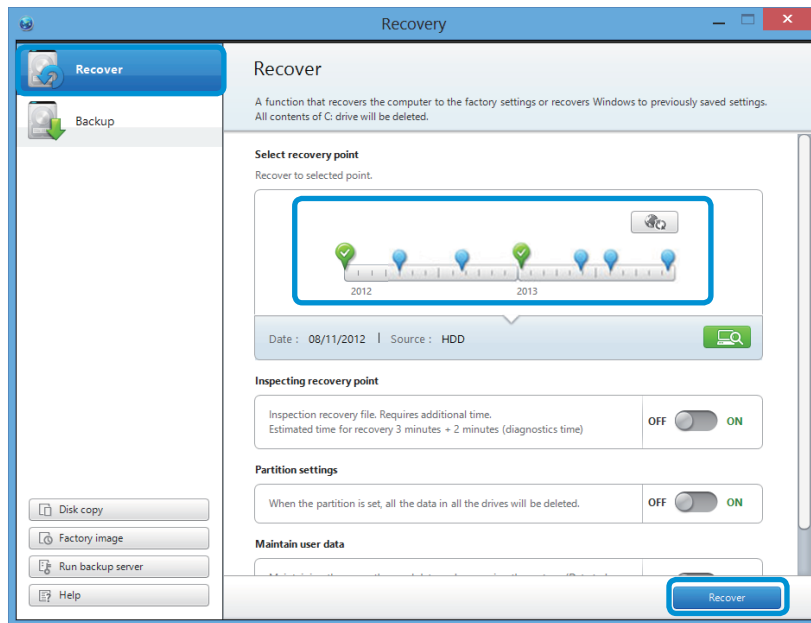 Recovery
Recover
Backup
Recover
A function that recovers the computer to the factory settings or recovers Windows to previously saved settings.
All contents of C: drive will be deleted.
Select recovery point
Recover to selected point.
2012
2013
Date : 08/11/2012 | Source : HDD
Inspecting recovery point
Inspection recovery file. Requires additional time.
Estimated time for recovery 3 minutes + 2 minutes (diagnostics time)
OFF ON
Partition settings
When the partition is set, all the data in all the drives will be deleted.
OFF ON
Maintain user data
Disk copy
Factory image
Run backup server
Help
Recover